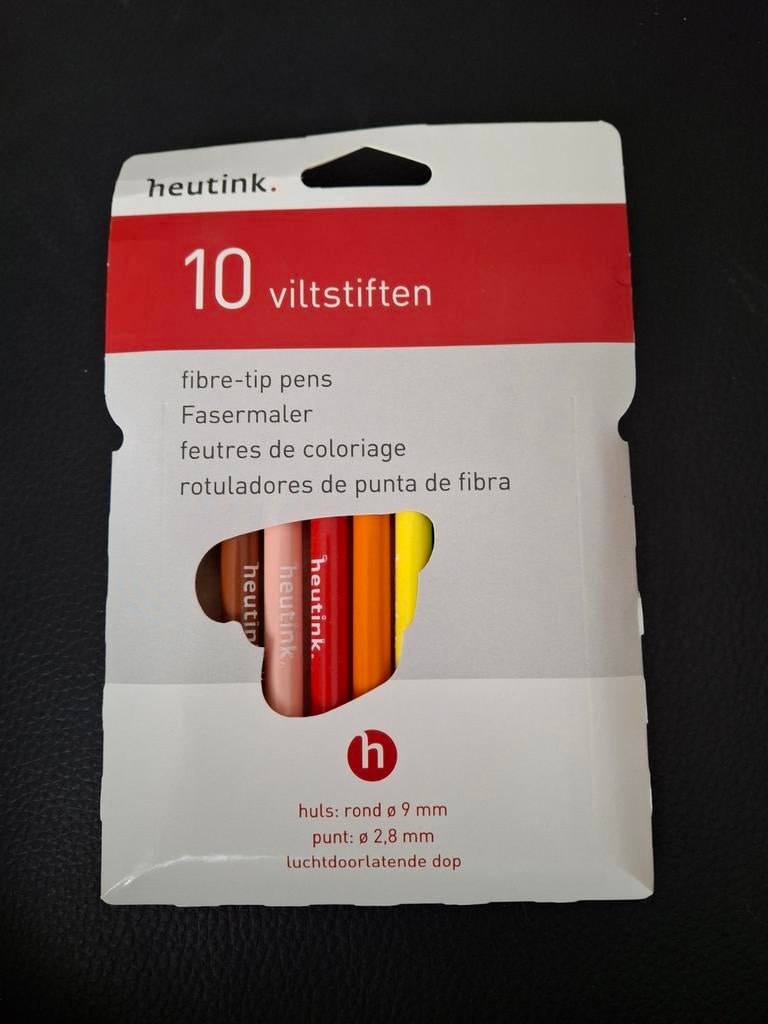 heutink.
10 viltstiften
fibre-tip pens
Fasermaler
feutres de coloriage
rotuladores de punta de fibra
heutin
heutink.
heutink.
h
huls: rond ø 9 mm
punt: ø 2,8 mm
luchtdoorlatende dop